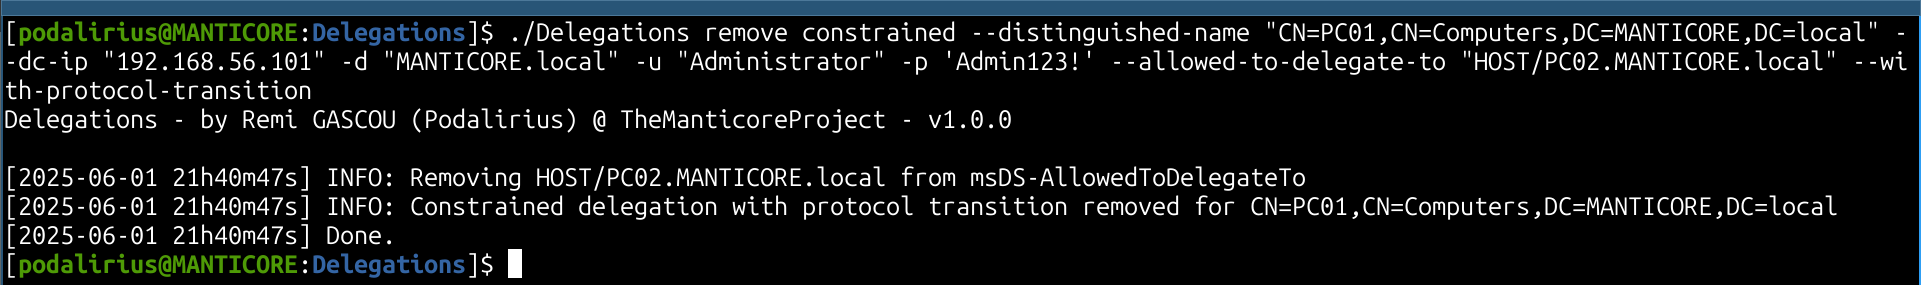 [podalirius@MANTICORE:Delegations]$ ./Delegations remove constrained --distinguished-name "CN=PC01,CN=Computers,DC=MANTICORE,DC=local" -
-dc-ip "192.168.56.101" -d "MANTICORE.local" -u "Administrator" -p 'Admin123!' --allowed-to-delegate-to "HOST/PC02.MANTICORE.local" --wi
th-protocol-transition
Delegations - by Remi GASCOU (Podalirius) @ TheManticoreProject - v1.0.0

[2025-06-01 21h40m47s] INFO: Removing HOST/PC02.MANTICORE.local from msDS-AllowedToDelegateTo
[2025-06-01 21h40m47s] INFO: Constrained delegation with protocol transition removed for CN=PC01,CN=Computers,DC=MANTICORE,DC=local
[2025-06-01 21h40m47s] Done.
[podalirius@MANTICORE:Delegations]$